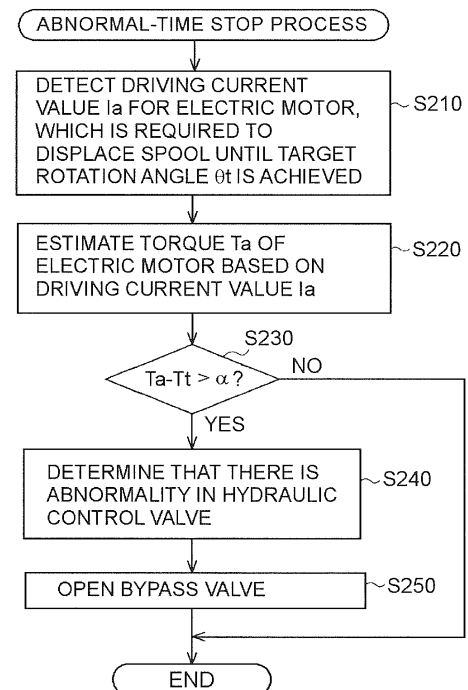 ABNORMAL-TIME STOP PROCESS
DETECT DRIVING CURRENT
VALUE Ia FOR ELECTRIC MOTOR,
WHICH IS REQUIRED TO
DISPLACE SPOOL UNTIL TARGET
ROTATION ANGLE θt IS ACHIEVED
S210
ESTIMATE TORQUE Ta OF
ELECTRIC MOTOR BASED ON
DRIVING CURRENT VALUE Ia
S220
S230
Ta-Tt > α ?
NO
YES
DETERMINE THAT THERE IS
ABNORMALITY IN HYDRAULIC
CONTROL VALVE
S240
OPEN BYPASS VALVE
S250
END